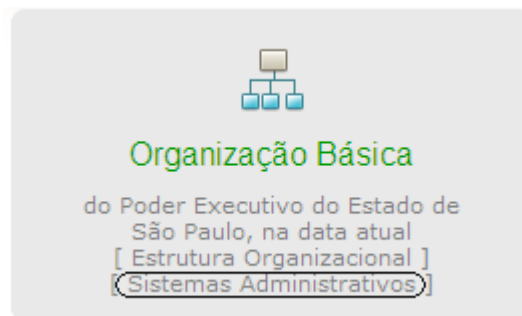 Organização Básica
do Poder Executivo do Estado de
São Paulo, na data atual
[ Estrutura Organizacional ]
[ Sistemas Administrativos ]